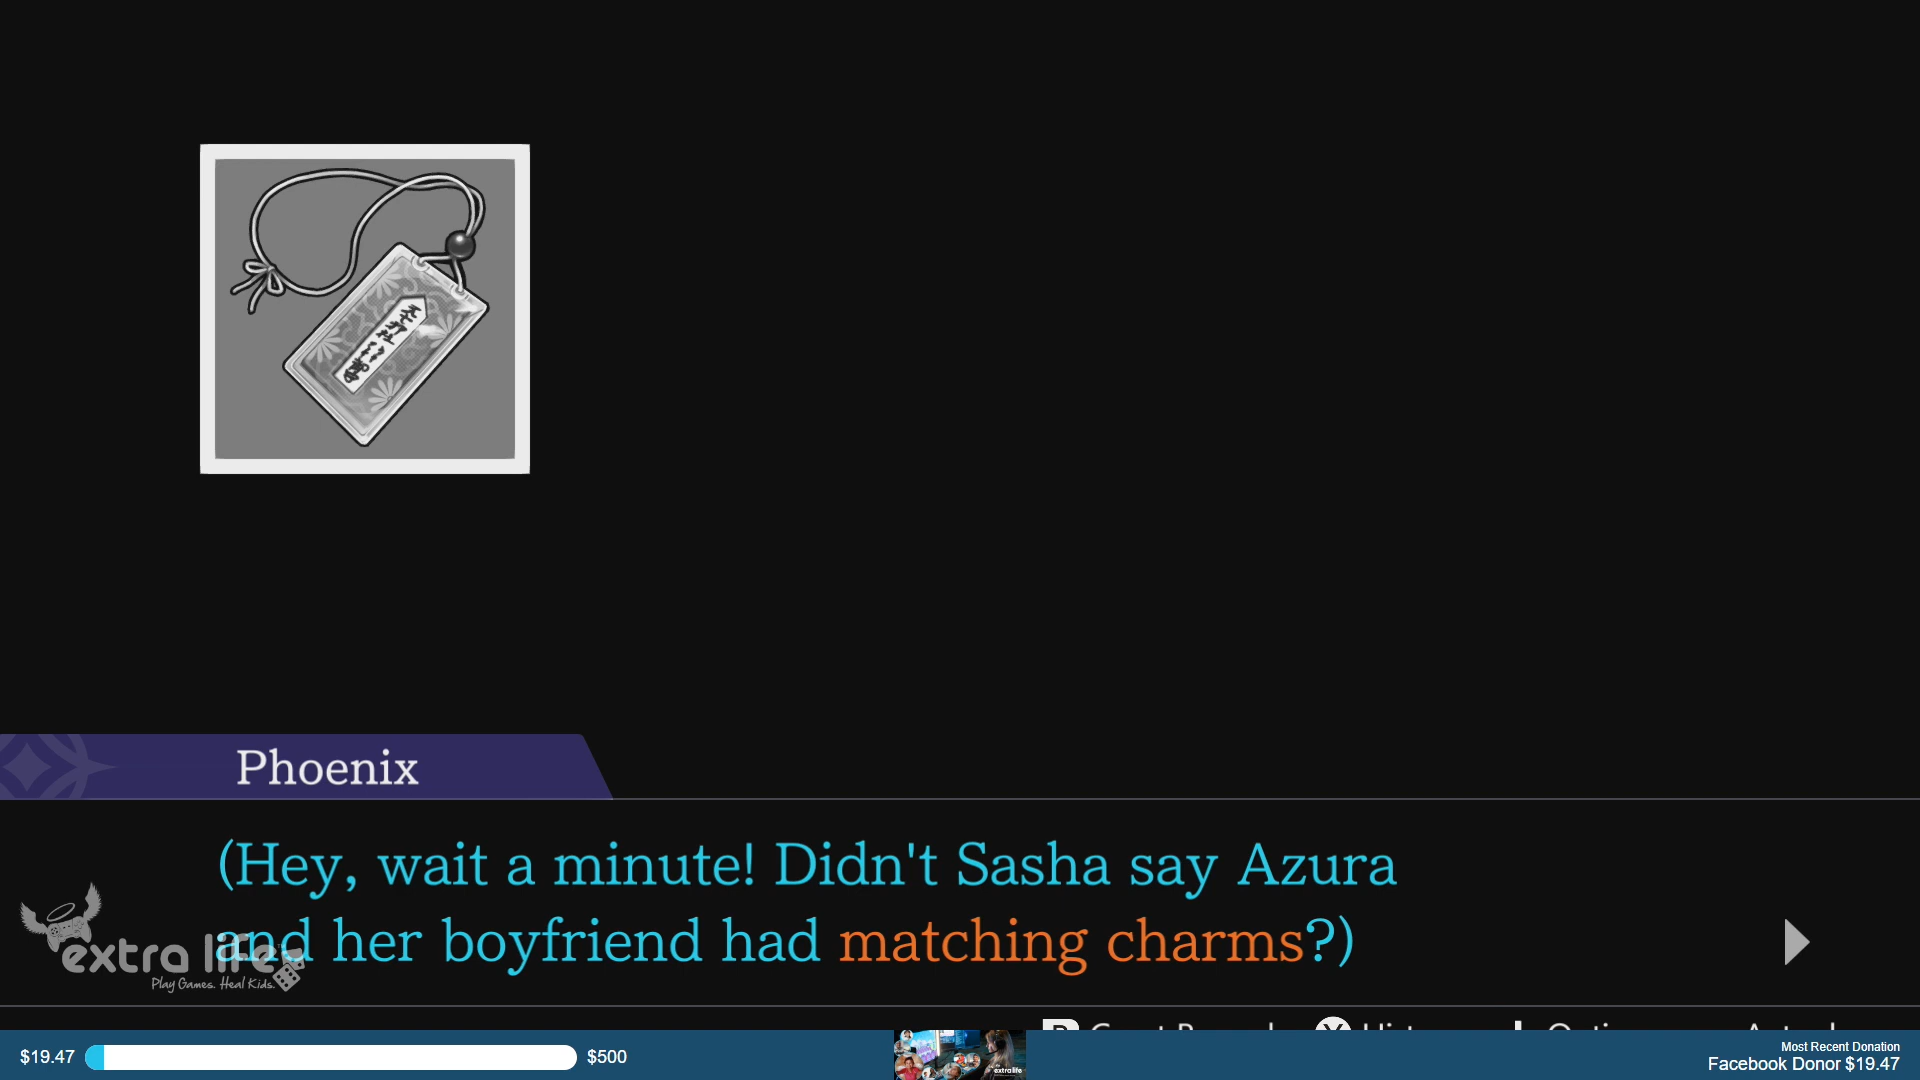 Phoenix
(Hey, wait a minute! Didn't Sasha say Azura
and her boyfriend had matching charms?)
extra life
Play Games. Heal Kids.
$19.47
$500
extralife
Most Recent Donation
Facebook Donor $19.47